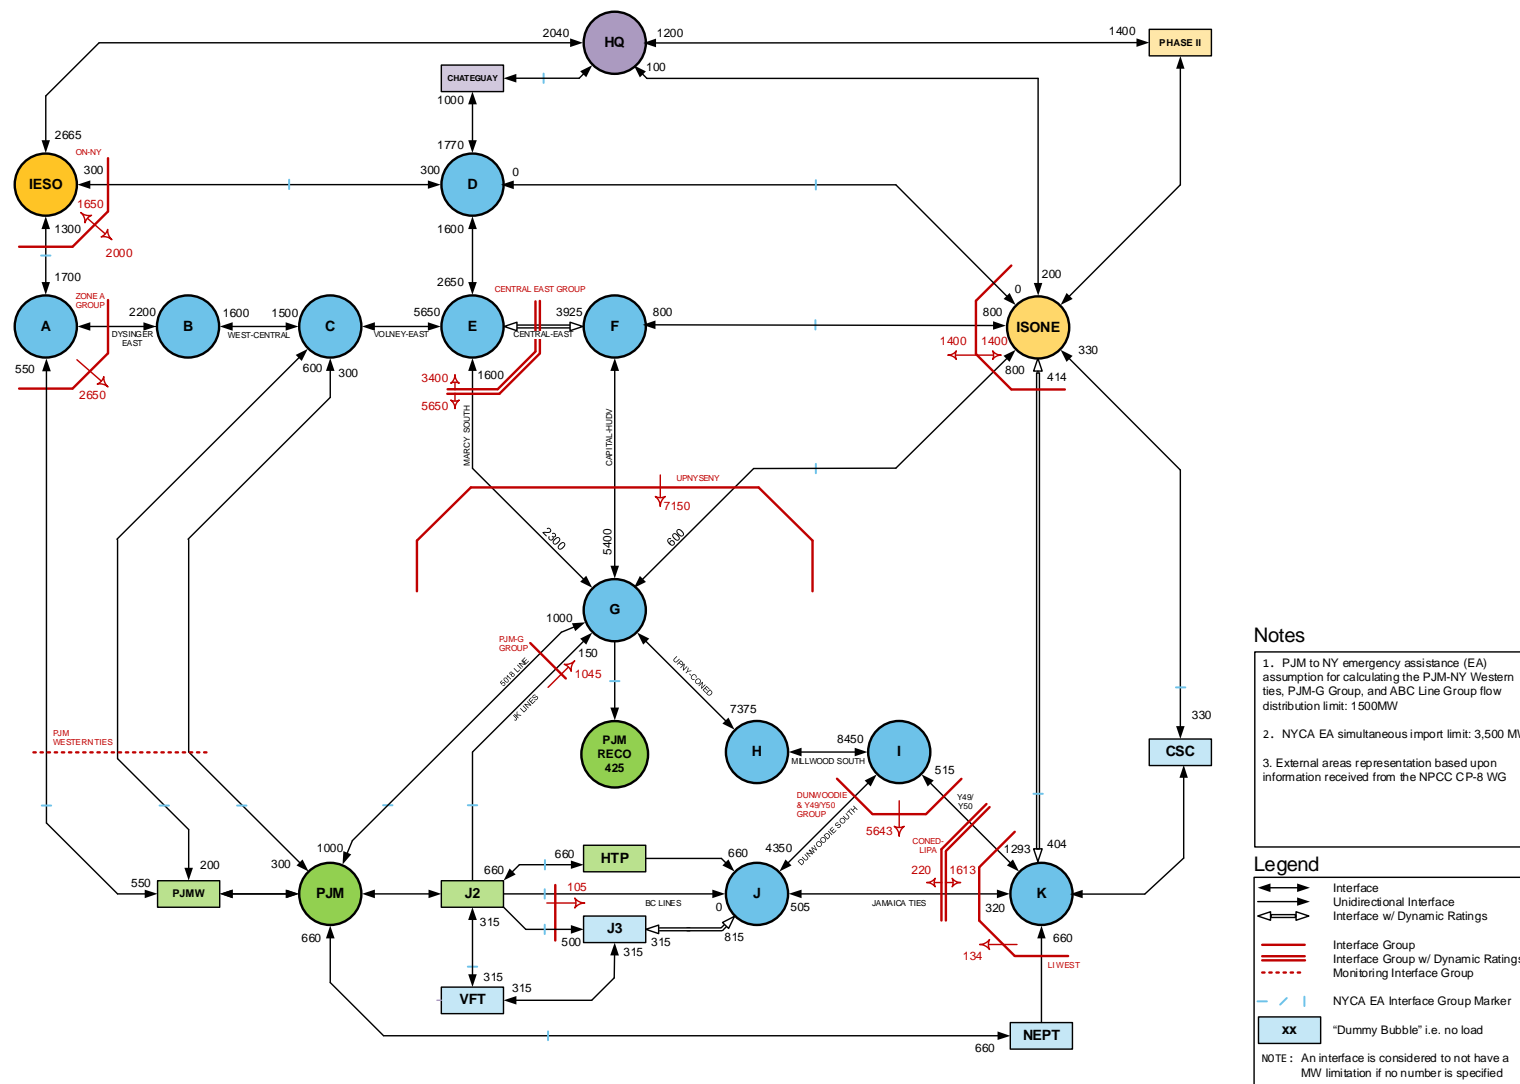 2040
HQ
1200
1400
PHASE II
100
CHATEGUAY
1000
2665
ON-NY
1770
IESO
300
300
D
0
1650
1300
2000
1600
1700
2650
200
0
ZONE A
GROUP
CENTRAL EAST GROUP
A
2200
B
1600
1500
C
5650
E
3925
F
800
800
ISONE
DYSINGER
EAST
WEST-CENTRAL
VOLNEY-EAST
CENTRAL-EAST
330
1400
1400
550
2650
600
300
3400
1600
800
414
5650
MARCY SOUTH
CAPITAL-HUDV
UPNYSENY
7150
2300
5400
600
G
1000
PJM-G
GROUP
150
1045
5018 LINE
JK LINES
UPNY-CONED
7375
PJM
RECO
425
H
8450
I
MILLWOOD SOUTH
515
330
CSC
PJM
WESTERN TIES
DUNWOODIE
& Y49/Y50
GROUP
Y49/
Y50
5643
DUNWOODIE SOUTH
CONED-
LIPA
1000
660
HTP
660
4350
1293
404
550
PJMW
200
300
PJM
660
J2
105
BC LINES
0
J
505
JAMAICA TIES
220
1613
320
K
660
315
500
J3
315
815
660
315
134
LI WEST
315
VFT
315
660
NEPT
Notes
1. PJM to NY emergency assistance (EA)
assumption for calculating the PJM-NY Western
ties, PJM-G Group, and ABC Line Group flow
distribution limit: 1500MW
2. NYCA EA simultaneous import limit: 3,500 MW
3. External areas representation based upon
information received from the NPCC CP-8 WG
Legend
Interface
Unidirectional Interface
Interface w/ Dynamic Ratings
Interface Group
Interface Group w/ Dynamic Ratings
Monitoring Interface Group
NYCA EA Interface Group Marker
xx
"Dummy Bubble" i.e. no load
NOTE: An interface is considered to not have a
MW limitation if no number is specified